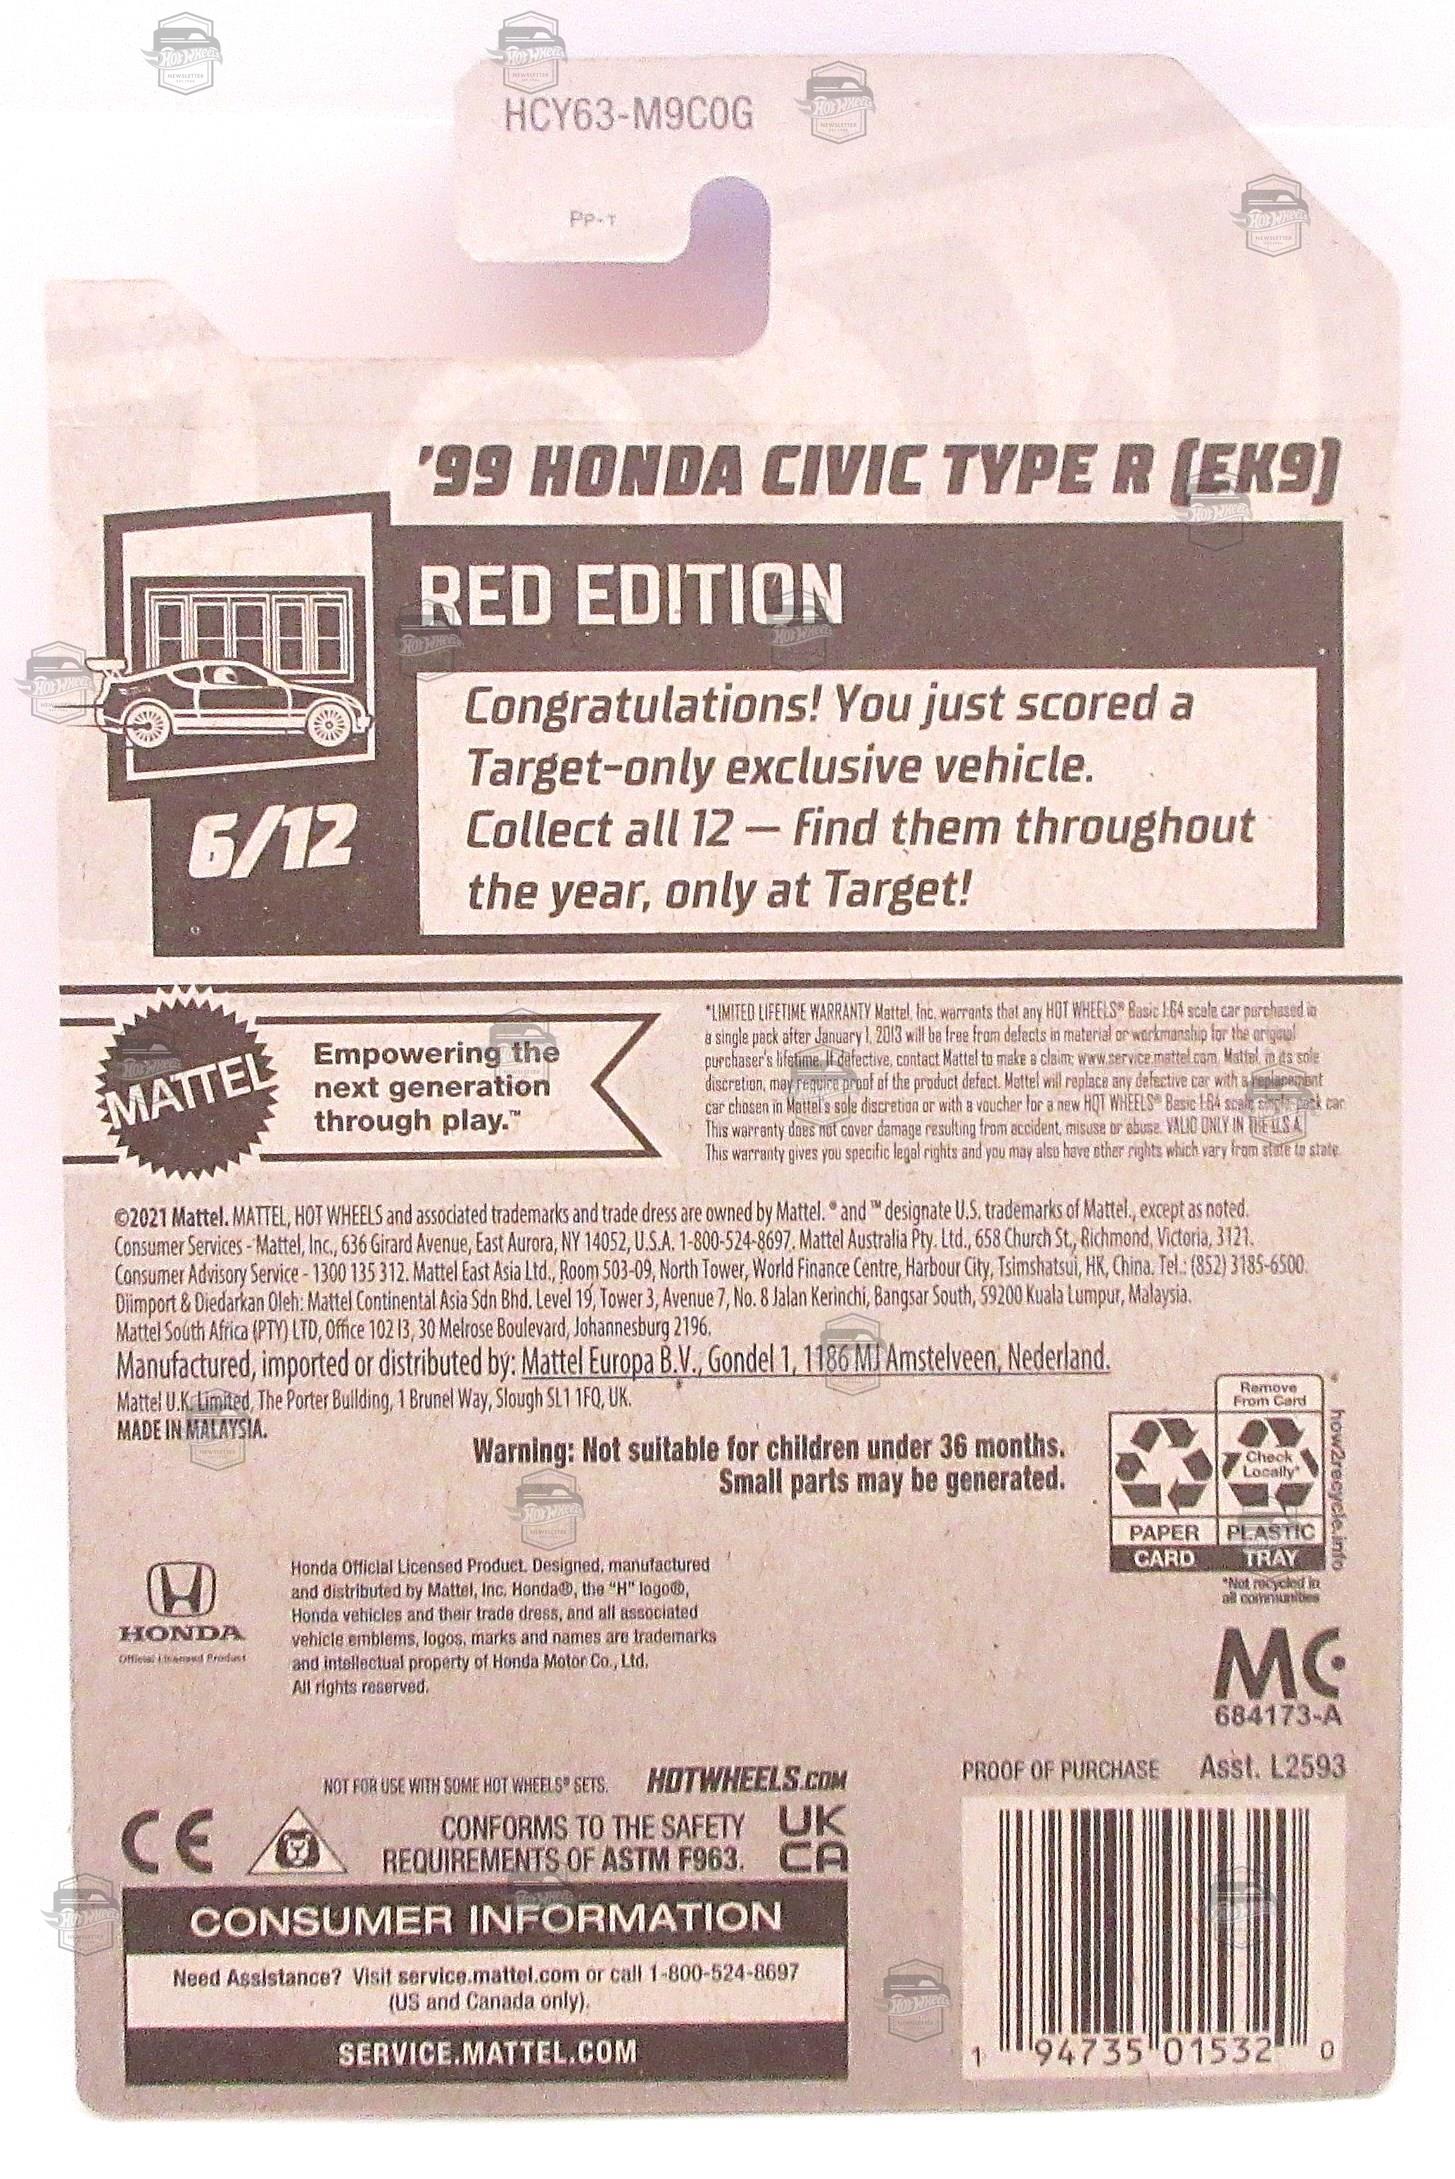 HCY63-M9C0G
PP-T
'99 HONDA CIVIC TYPE R (EK9)
RED EDITION
Congratulations! You just scored a
Target-only exclusive vehicle.
Collect all 12 — find them throughout
the year, only at Target!
6/12
MATTEL
Empowering the
next generation
through play.™
*LIMITED LIFETIME WARRANTY Mattel, Inc. warrants that any HOT WHEELS® Basic 1:64 scale car purchased in
a single pack after January 1, 2013 will be free from defects in material or workmanship for the original
purchaser's lifetime. If defective, contact Mattel to make a claim: www.service.mattel.com. Mattel, in its sole
discretion, may require proof of the product defect. Mattel will replace any defective car with a replacement
car chosen in Mattel's sole discretion or with a voucher for a new HOT WHEELS® Basic 1:64 scale single-pack car.
This warranty does not cover damage resulting from accident, misuse or abuse. VALID ONLY IN THE U.S.A.
This warranty gives you specific legal rights and you may also have other rights which vary from state to state.
©2021 Mattel. MATTEL, HOT WHEELS and associated trademarks and trade dress are owned by Mattel. ® and ™ designate U.S. trademarks of Mattel., except as noted.
Consumer Services - Mattel, Inc., 636 Girard Avenue, East Aurora, NY 14052, U.S.A. 1-800-524-8697. Mattel Australia Pty. Ltd., 658 Church St., Richmond, Victoria, 3121.
Consumer Advisory Service - 1300 135 312. Mattel East Asia Ltd., Room 503-09, North Tower, World Finance Centre, Harbour City, Tsimshatsui, HK, China. Tel.: (852) 3185-6500.
Diimport & Diedarkan Oleh: Mattel Continental Asia Sdn Bhd. Level 19, Tower 3, Avenue 7, No. 8 Jalan Kerinchi, Bangsar South, 59200 Kuala Lumpur, Malaysia.
Mattel South Africa (PTY) LTD, Office 102 I3, 30 Melrose Boulevard, Johannesburg 2196.
Manufactured, imported or distributed by: Mattel Europa B.V., Gondel 1, 1186 MJ Amstelveen, Nederland.
Mattel U.K. Limited, The Porter Building, 1 Brunel Way, Slough SL1 1FQ, UK.
MADE IN MALAYSIA.
Warning: Not suitable for children under 36 months.
Small parts may be generated.
Remove
From Card
Check
Locally*
PAPER
CARD
PLASTIC
TRAY
how2recycle.info
*Not recycled in
all communities
HONDA
Official Licensed Product
Honda Official Licensed Product. Designed, manufactured
and distributed by Mattel, Inc. Honda®, the "H" logo®,
Honda vehicles and their trade dress, and all associated
vehicle emblems, logos, marks and names are trademarks
and intellectual property of Honda Motor Co., Ltd.
All rights reserved.
MC
684173-A
PROOF OF PURCHASE Asst. L2593
NOT FOR USE WITH SOME HOT WHEELS® SETS.
HOTWHEELS.COM
CE
CONFORMS TO THE SAFETY
REQUIREMENTS OF ASTM F963.
UK
CA
CONSUMER INFORMATION
Need Assistance? Visit service.mattel.com or call 1-800-524-8697
(US and Canada only).
SERVICE.MATTEL.COM
1 94735 01532 0
Hot Wheels
NEWSLETTER